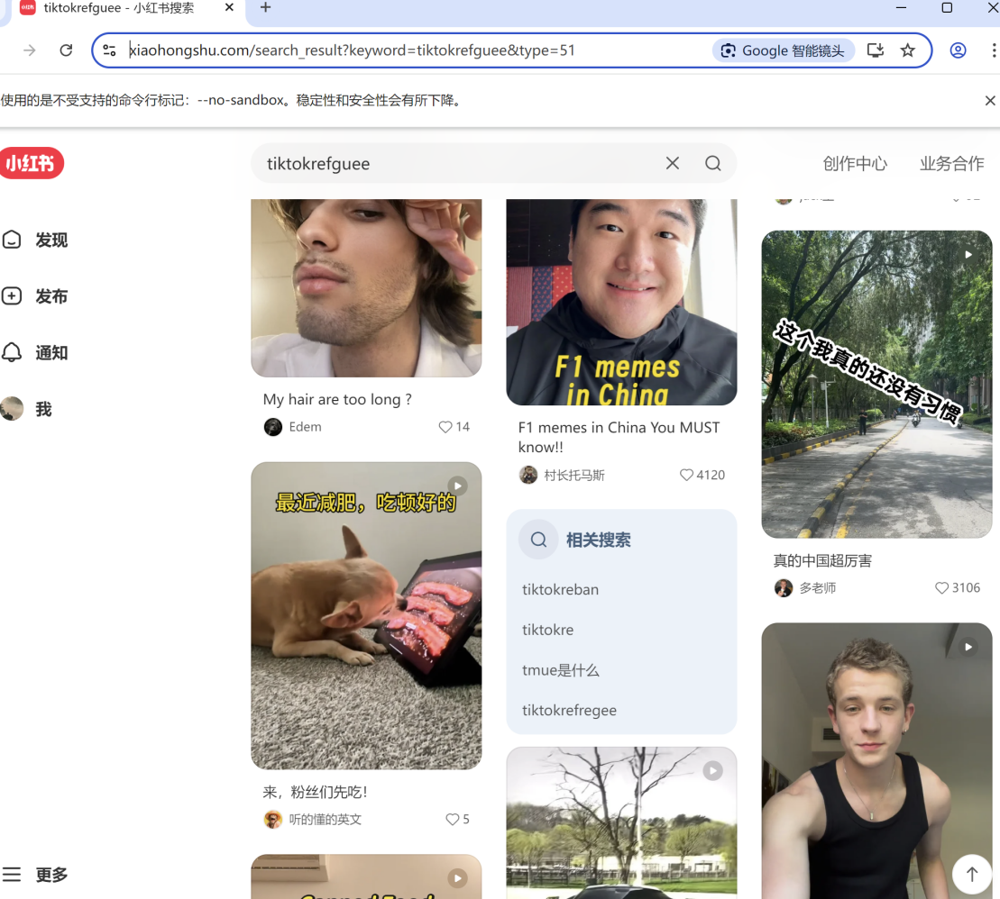 tiktokrefguee - 小红书搜索
xiaohongshu.com/search_result?keyword=tiktokrefguee&type=51
Google 智能镜头
使用的是不受支持的命令行标记：--no-sandbox。稳定性和安全性会有所下降。
小红书
tiktokrefguee
创作中心
业务合作
发现
发布
通知
我
更多
My hair are too long ?
Edem
14
最近减肥，吃顿好的
来，粉丝们先吃！
听的懂的英文
5
F1 memes
in China
F1 memes in China You MUST
know!!
村长托马斯
4120
相关搜索
tiktokreban
tiktokre
tmue是什么
tiktokrefregee
这个我真的还没有习惯
真的中国超厉害
多老师
3106